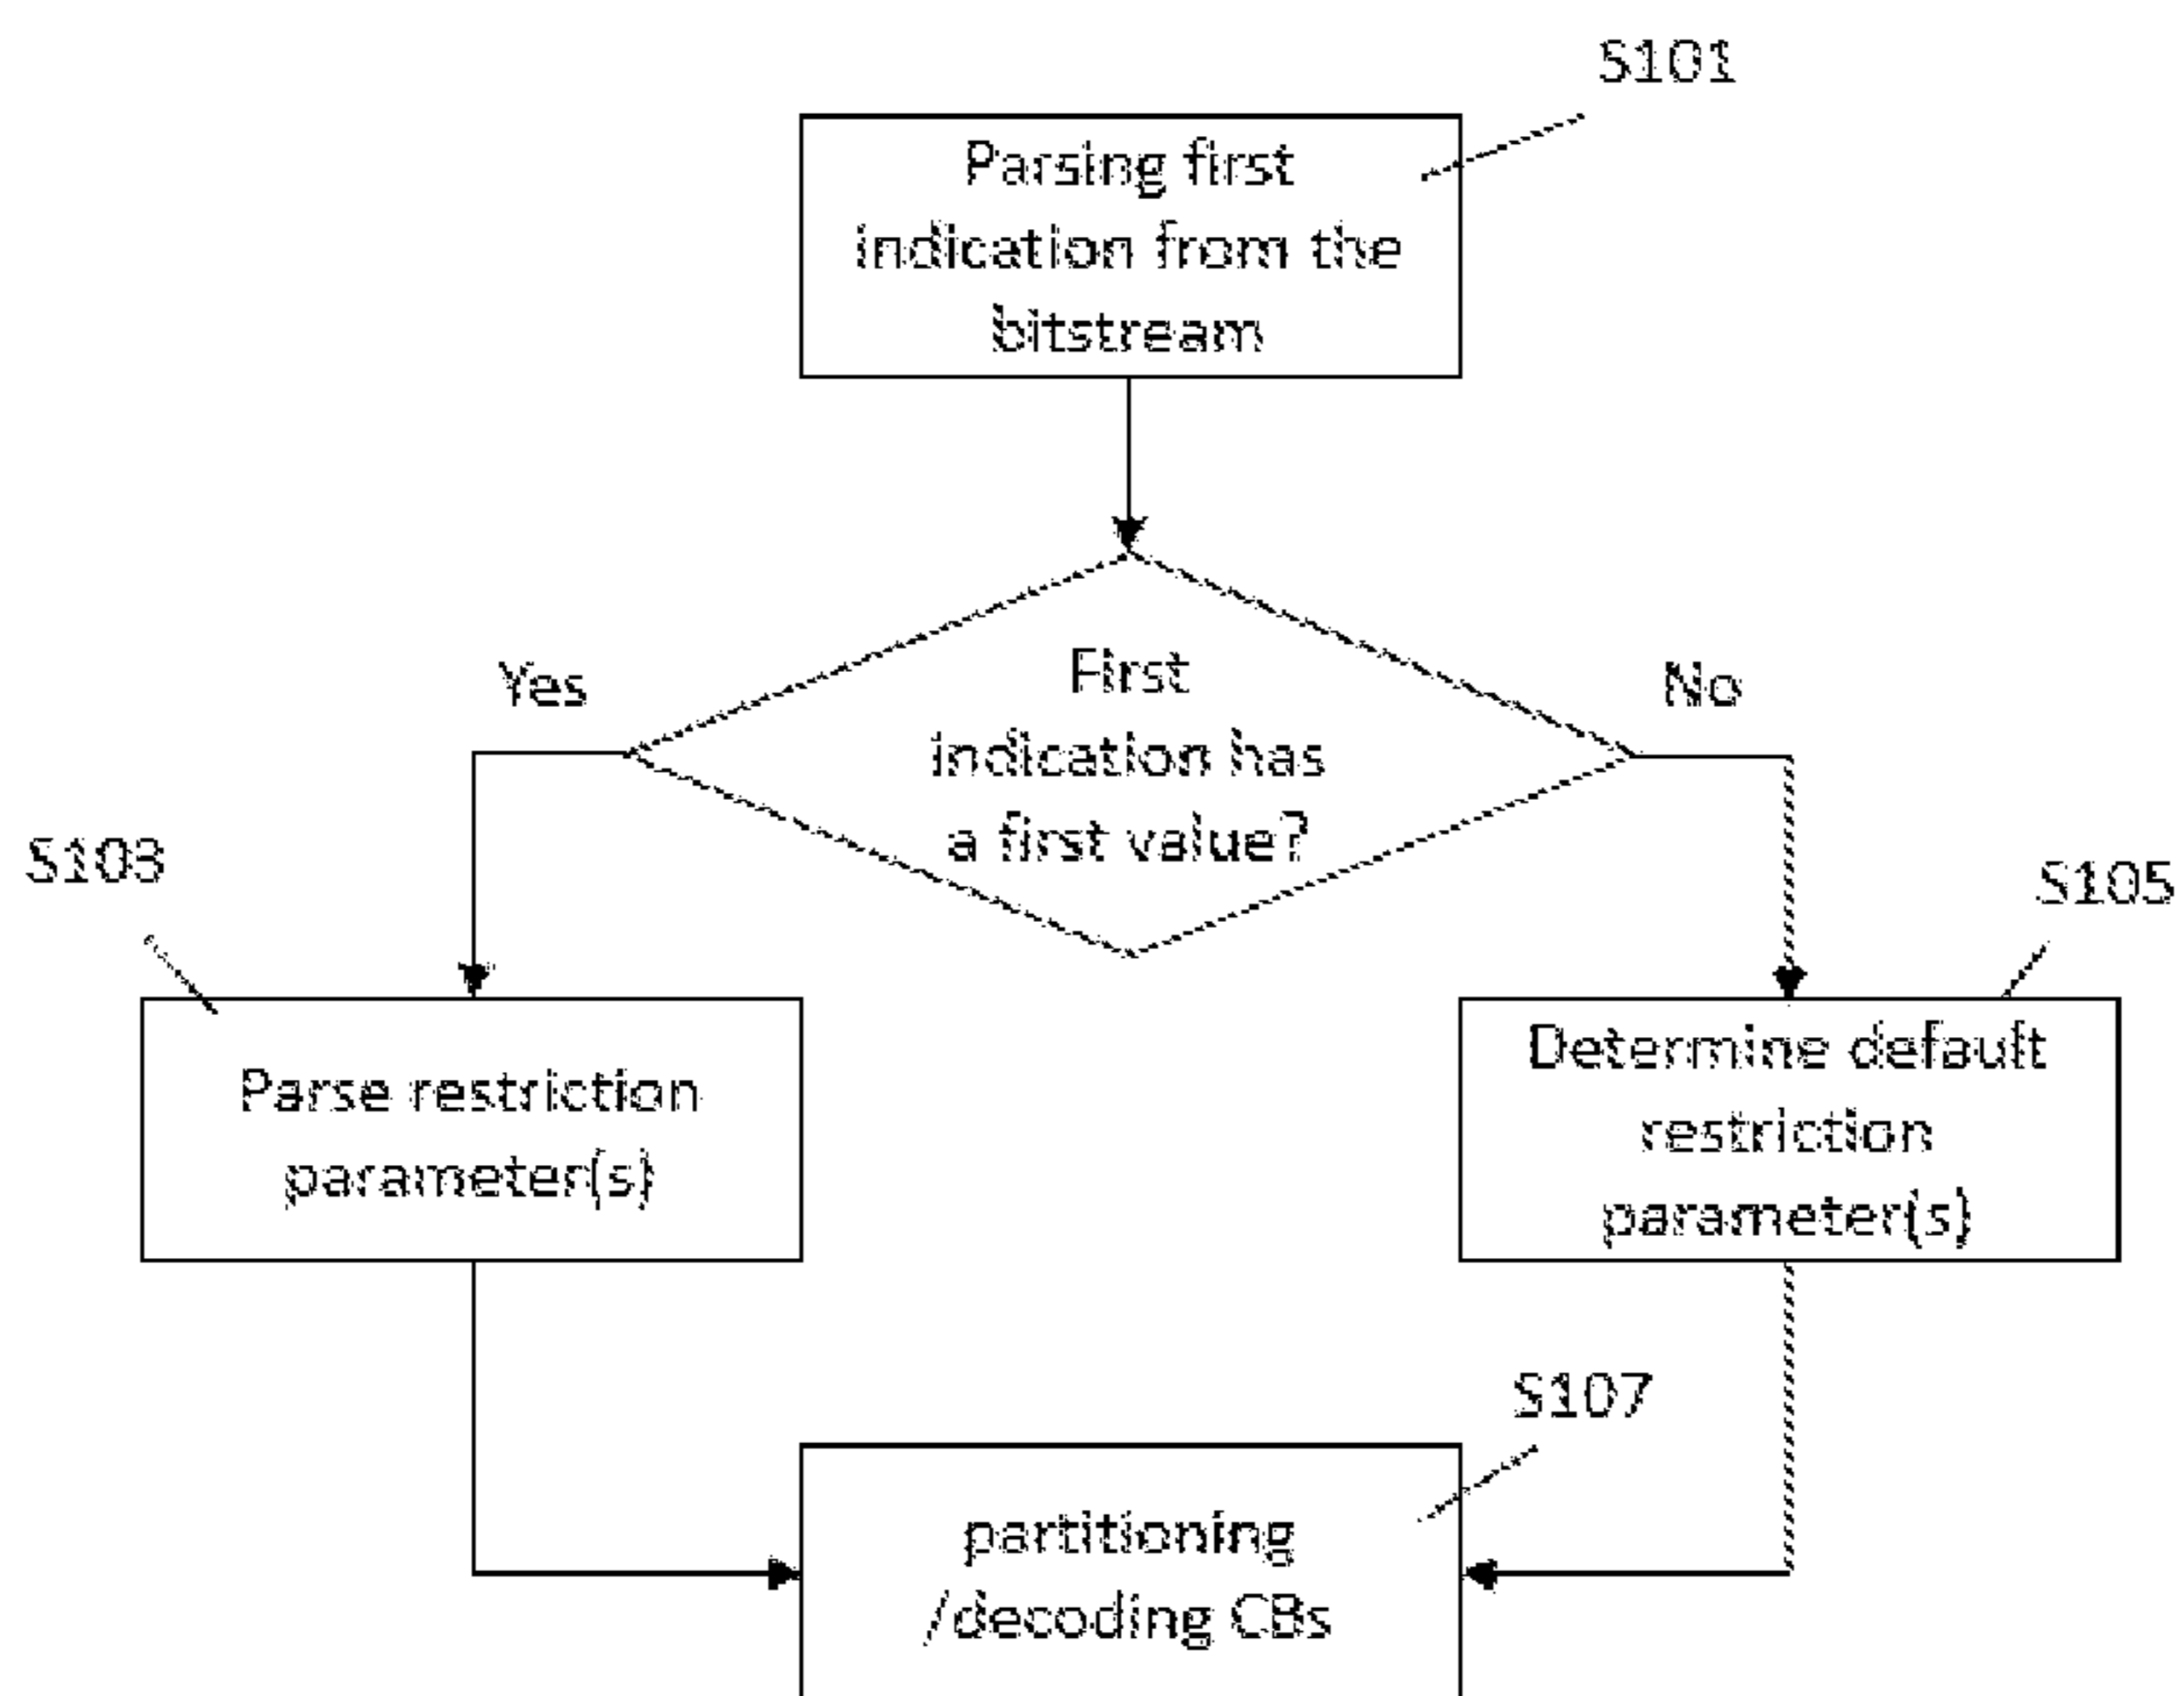 S101
Parsing first
indication from the
bitstream
First
indication has
a first value?
Yes
No
S103
Parse restriction
parameter(s)
S105
Determine default
restriction
parameter(s)
S107
partitioning
/decoding CBs